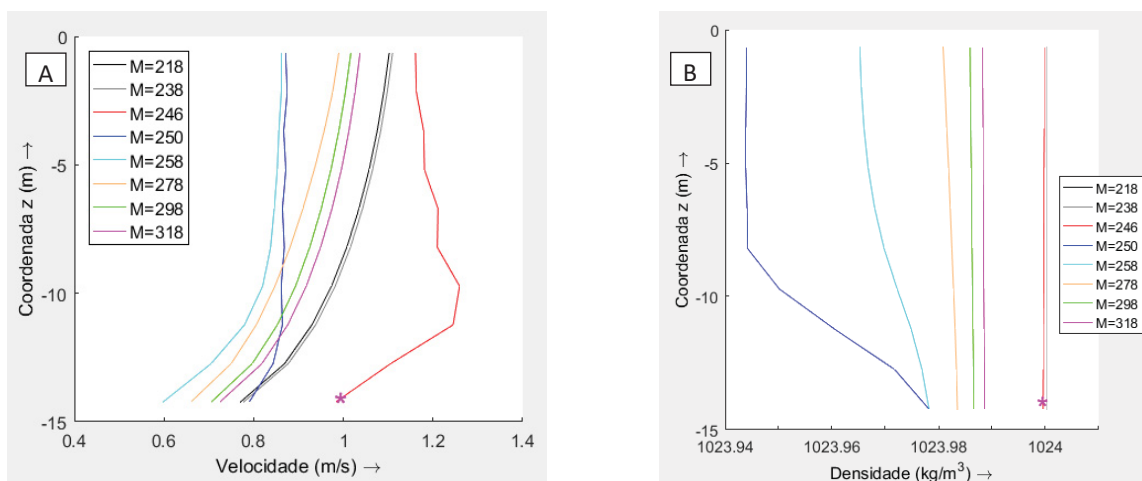 A
M=218
M=238
M=246
M=250
M=258
M=278
M=298
M=318
0
-5
-10
-15
Coordenada z (m) →
0.4 0.6 0.8 1 1.2 1.4
Velocidade (m/s) →
*
B
M=218
M=238
M=246
M=250
M=258
M=278
M=298
M=318
0
-5
-10
-15
Coordenada z (m) →
1023.94 1023.96 1023.98 1024
Densidade (kg/m³) →
*